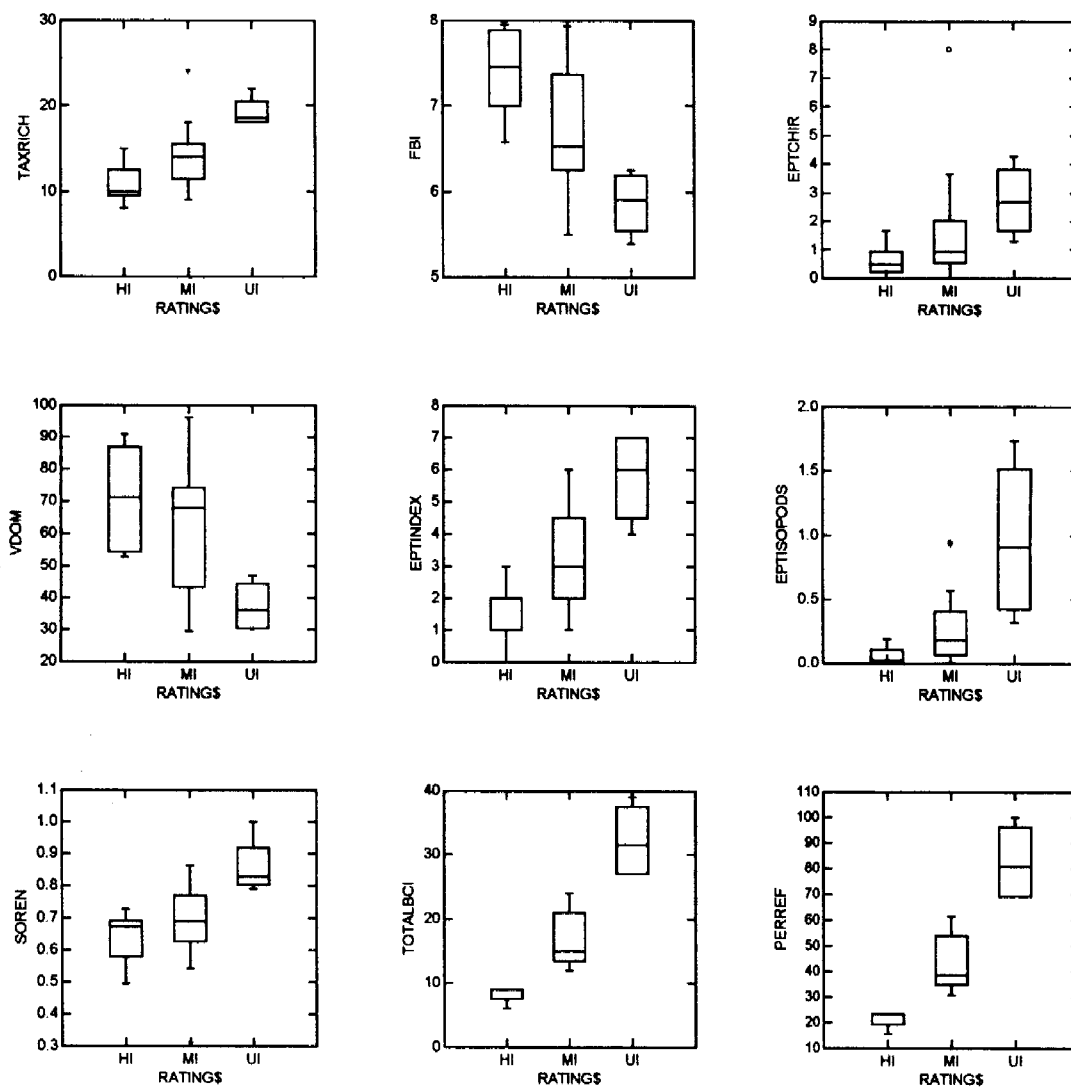 TAXRICH
30
20
10
0
HI MI UI
RATING$
FBI
8
7
6
5
HI MI UI
RATING$
EPTCHIR
9
8
7
6
5
4
3
2
1
0
HI MI UI
RATING$
VDOM
100
90
80
70
60
50
40
30
20
HI MI UI
RATING$
EPTINDEX
8
7
6
5
4
3
2
1
0
HI MI UI
RATING$
EPTISOPODS
2.0
1.5
1.0
0.5
0.0
HI MI UI
RATING$
SOREN
1.1
1.0
0.9
0.8
0.7
0.6
0.5
0.4
0.3
HI MI UI
RATING$
TOTALBCI
40
30
20
10
0
HI MI UI
RATING$
PERREF
110
100
90
80
70
60
50
40
30
20
10
HI MI UI
RATING$